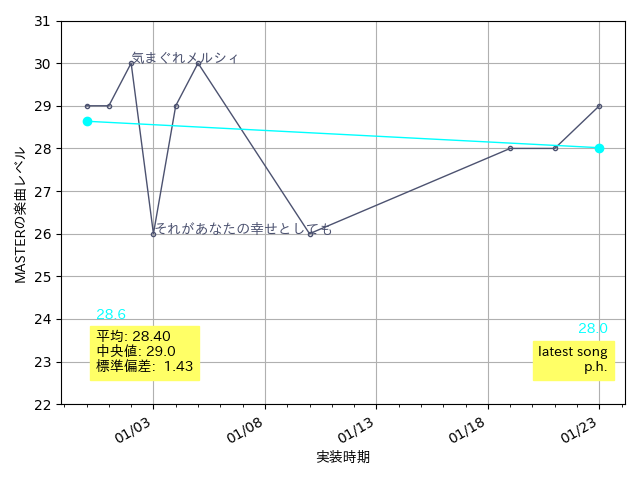 31
30
29
28
27
26
25
24
23
22
MASTERの楽曲レベル
気まぐれメルシィ
それがあなたの幸せとしても
28.6
平均: 28.40
中央値: 29.0
標準偏差: 1.43
28.0
latest song
p.h.
01/03
01/08
01/13
01/18
01/23
実装時期